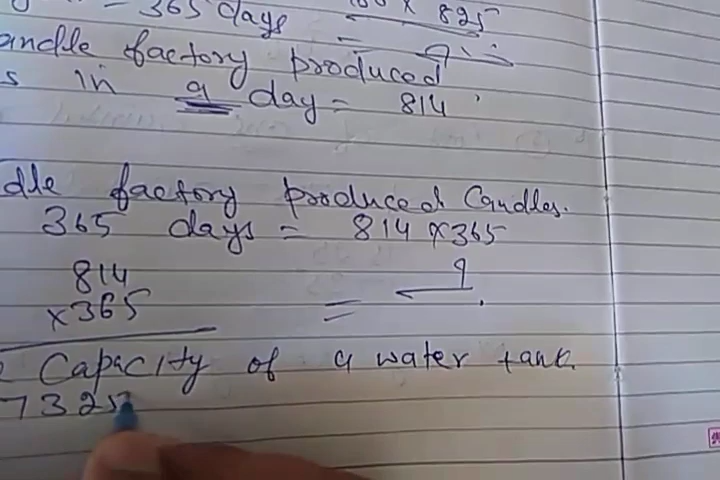 = 365 days 100 x 825
andle factory produced
s in a day = 814
dle factory produced Candles.
365 days = 814 x 365
814
x 365 = ?
Capacity of a water tank
7325